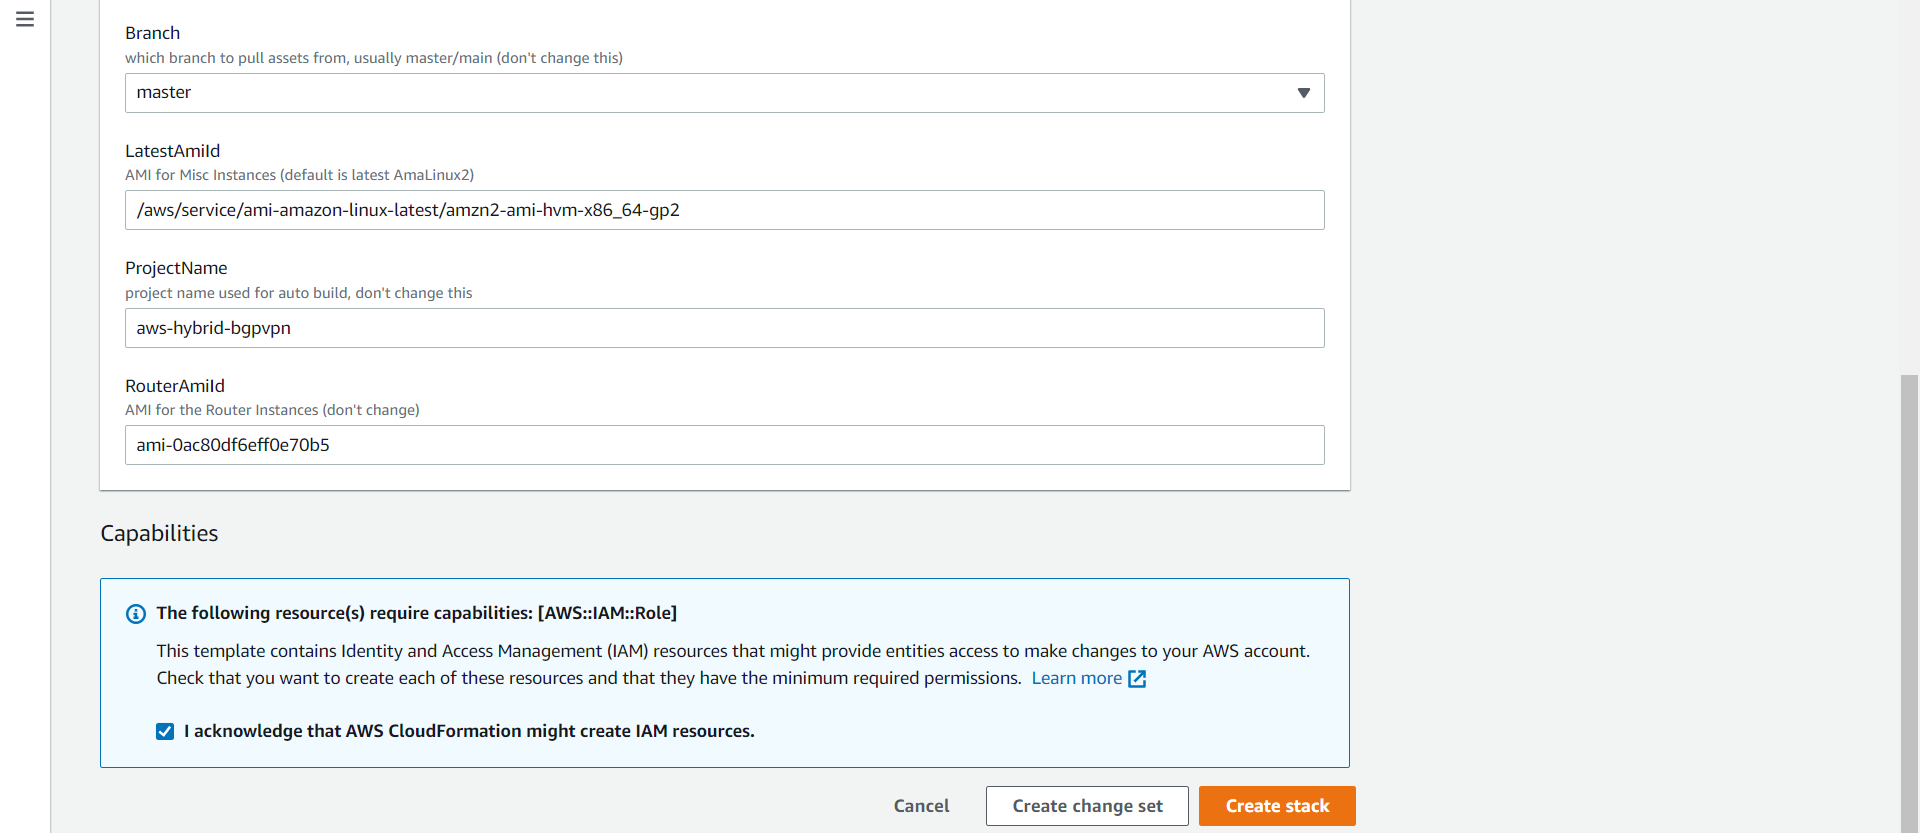 Branch
which branch to pull assets from, usually master/main (don't change this)
master
LatestAmiId
AMI for Misc Instances (default is latest AmaLinux2)
/aws/service/ami-amazon-linux-latest/amzn2-ami-hvm-x86_64-gp2
ProjectName
project name used for auto build, don't change this
aws-hybrid-bgpvpn
RouterAmiId
AMI for the Router Instances (don't change)
ami-0ac80df6eff0e70b5
Capabilities
The following resource(s) require capabilities: [AWS::IAM::Role]
This template contains Identity and Access Management (IAM) resources that might provide entities access to make changes to your AWS account.
Check that you want to create each of these resources and that they have the minimum required permissions. Learn more
I acknowledge that AWS CloudFormation might create IAM resources.
Cancel Create change set Create stack